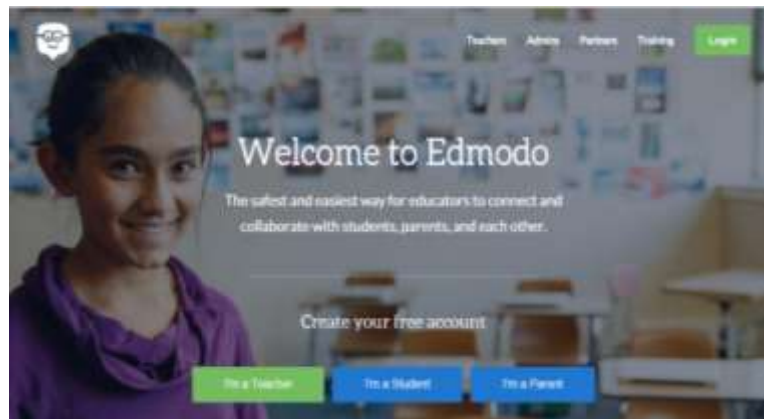 Teachers Admins Partners Training Login
Welcome to Edmodo
The safest and easiest way for educators to connect and
collaborate with students, parents, and each other.
Create your free account
I'm a Teacher I'm a Student I'm a Parent